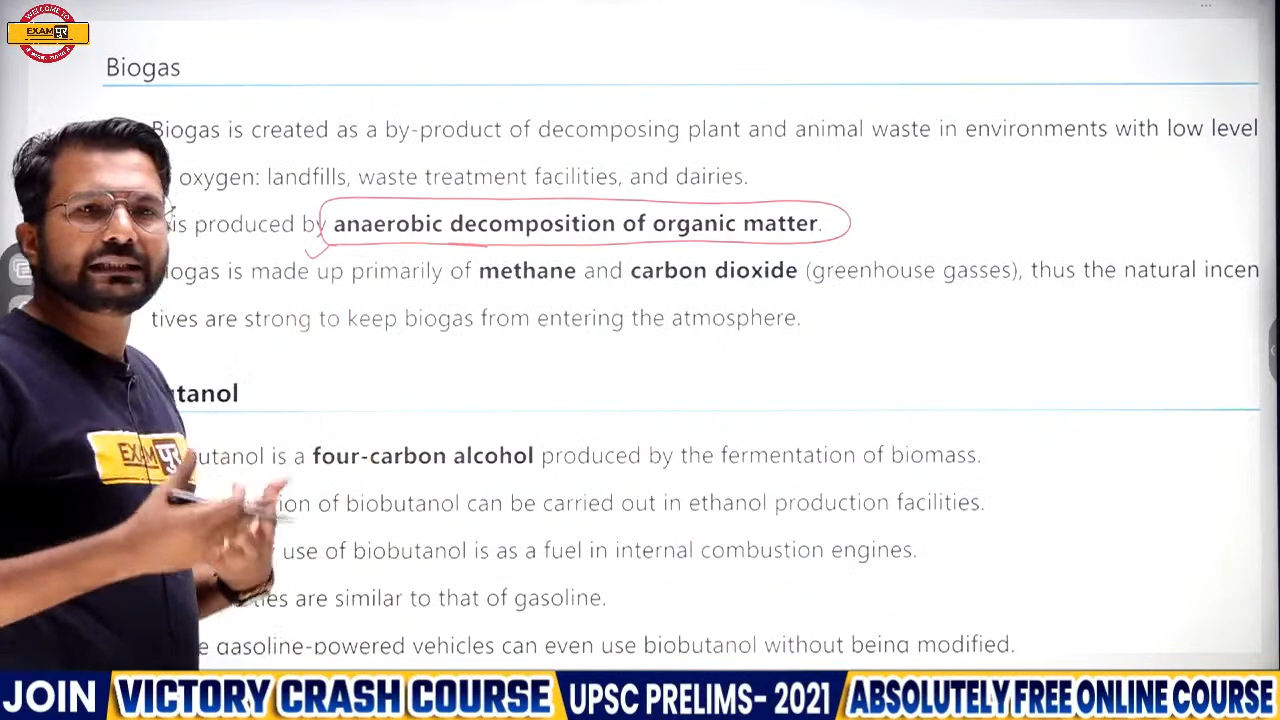 WELCOME TO
EXAM पुर
Biogas
Biogas is created as a by-product of decomposing plant and animal waste in environments with low level
oxygen: landfills, waste treatment facilities, and dairies.
is produced by anaerobic decomposition of organic matter.
iogas is made up primarily of methane and carbon dioxide (greenhouse gasses), thus the natural incen
tives are strong to keep biogas from entering the atmosphere.
tanol
utanol is a four-carbon alcohol produced by the fermentation of biomass.
ion of biobutanol can be carried out in ethanol production facilities.
use of biobutanol is as a fuel in internal combustion engines.
ties are similar to that of gasoline.
e gasoline-powered vehicles can even use biobutanol without being modified.
EXAM पुर
JOIN VICTORY CRASH COURSE UPSC PRELIMS- 2021 ABSOLUTELY FREE ONLINE COURSE